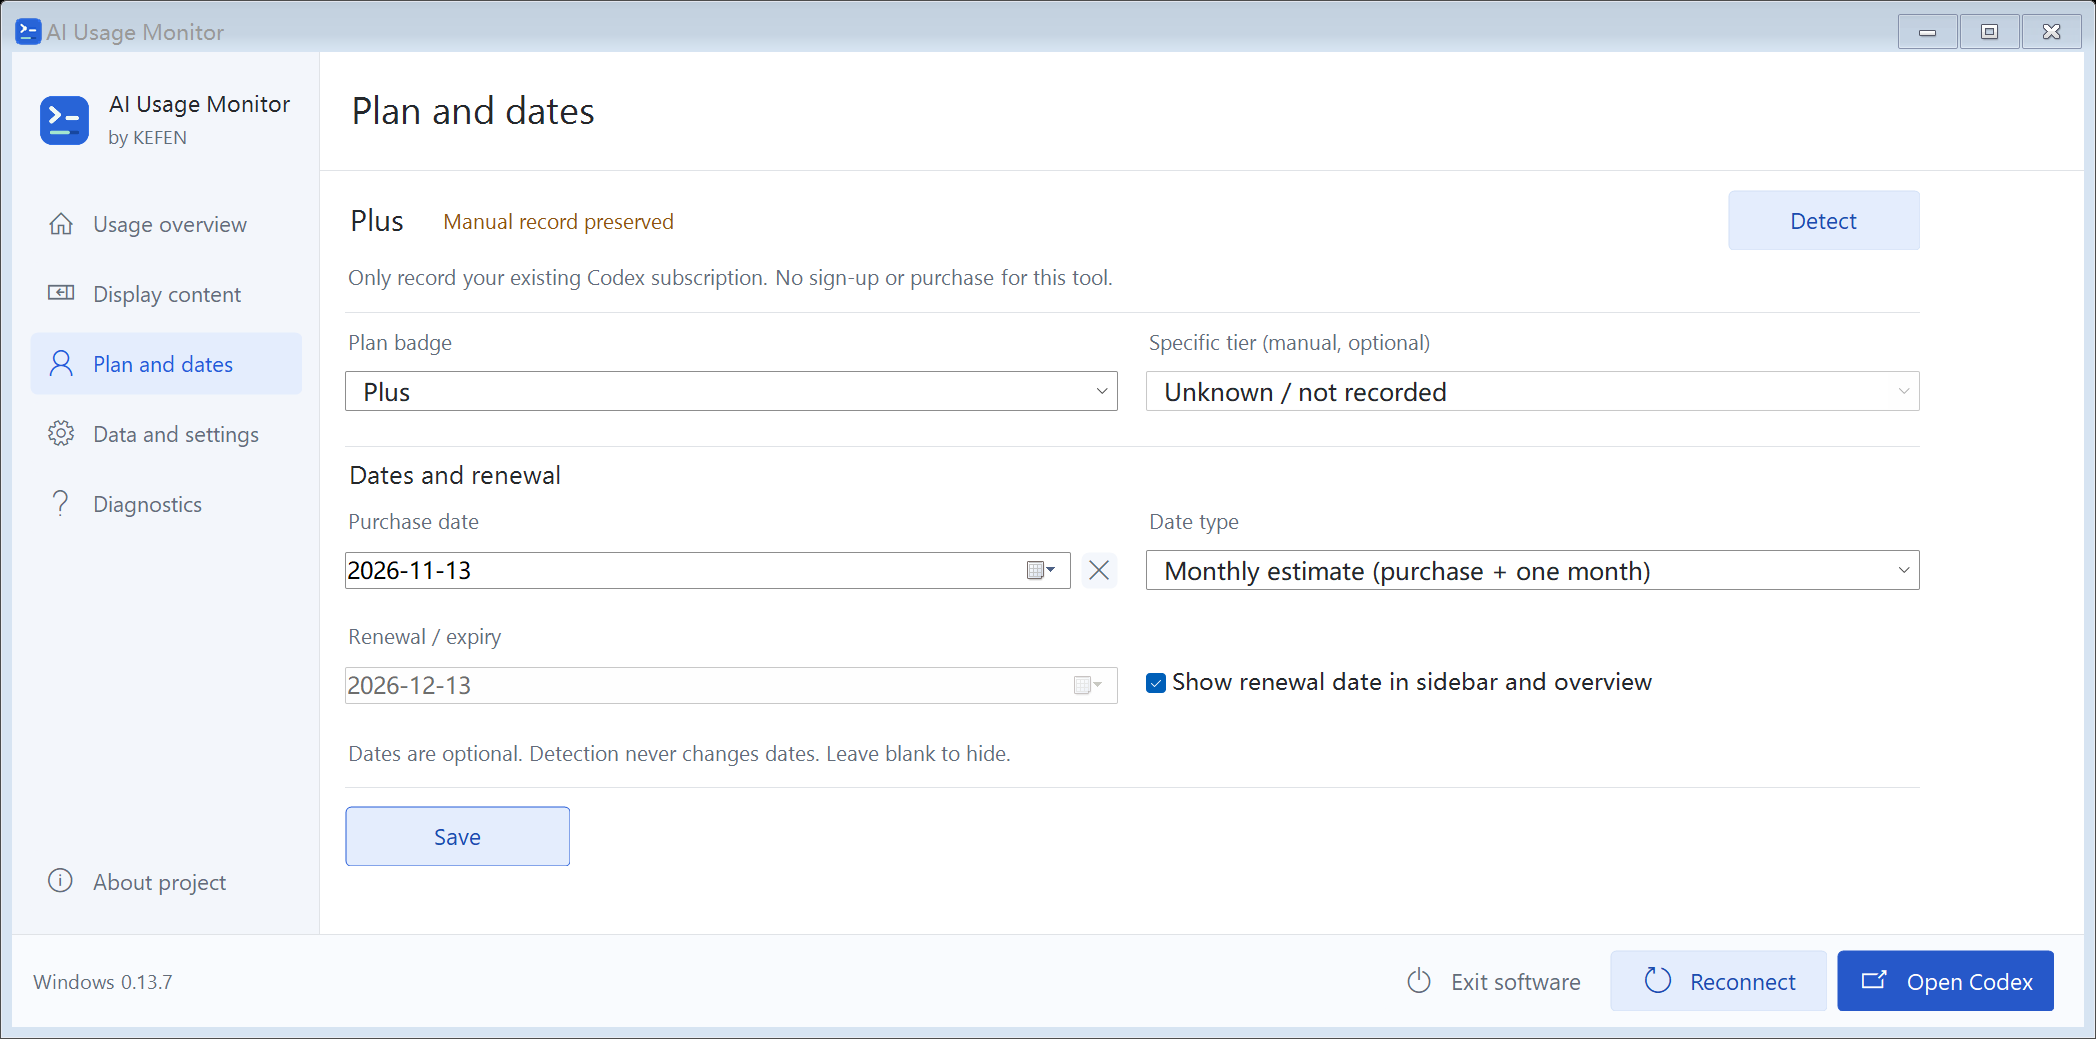 AI Usage Monitor
AI Usage Monitor
by KEFEN
Usage overview
Display content
Plan and dates
Data and settings
Diagnostics
About project
Plan and dates
Plus Manual record preserved
Detect
Only record your existing Codex subscription. No sign-up or purchase for this tool.
Plan badge
Specific tier (manual, optional)
Plus
Unknown / not recorded
Dates and renewal
Purchase date
Date type
2026-11-13
Monthly estimate (purchase + one month)
Renewal / expiry
2026-12-13
Show renewal date in sidebar and overview
Dates are optional. Detection never changes dates. Leave blank to hide.
Save
Windows 0.13.7
Exit software
Reconnect
Open Codex